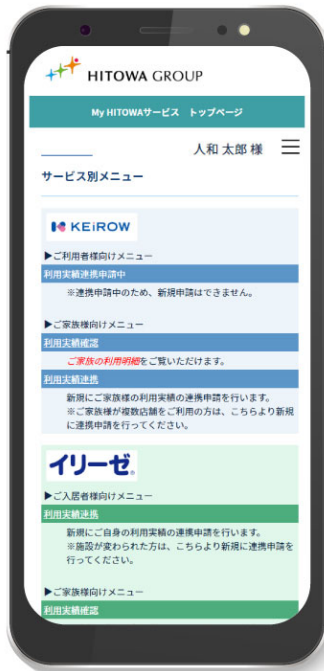 HITOWA GROUP
My HITOWAサービス トップページ
人和 太郎 様
サービス別メニュー
KEiROW
▶ご利用者様向けメニュー
利用実績連携申請中
※連携申請中のため、新規申請はできません。
▶ご家族様向けメニュー
利用実績確認
ご家族の利用明細をご覧いただけます。
利用実績連携
新規にご家族様の利用実績の連携申請を行います。
※ご家族様が複数店舗をご利用の方は、こちらより新規
に連携申請を行ってください。
イリーゼ
▶ご入居者様向けメニュー
利用実績連携
新規にご自身の利用実績の連携申請を行います。
※施設が変わられた方は、こちらより新規に連携申請を
行ってください。
▶ご家族様向けメニュー
利用実績確認